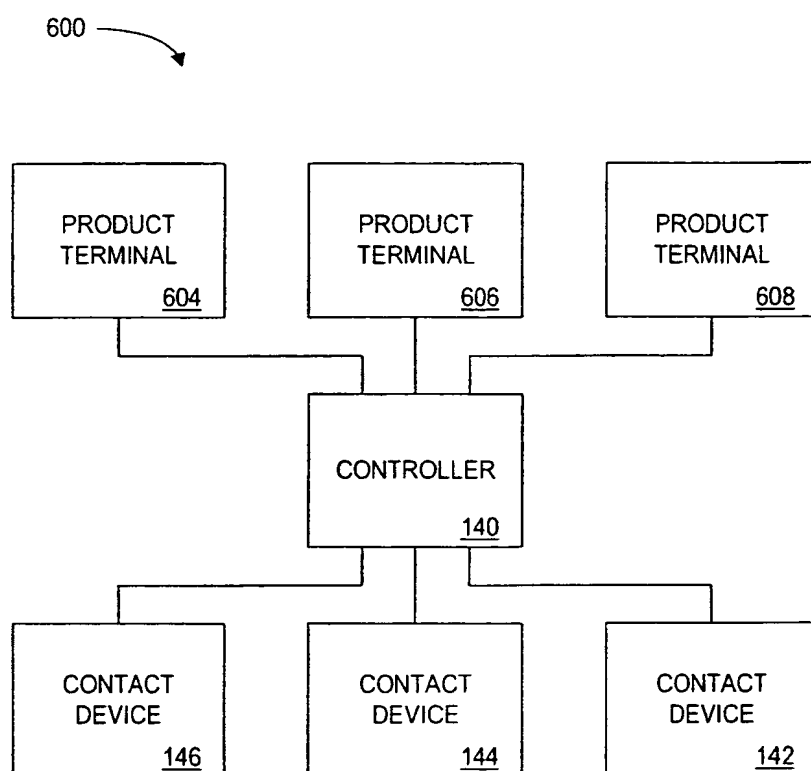 600
PRODUCT
TERMINAL
604
PRODUCT
TERMINAL
606
PRODUCT
TERMINAL
608
CONTROLLER
140
CONTACT
DEVICE
146
CONTACT
DEVICE
144
CONTACT
DEVICE
142